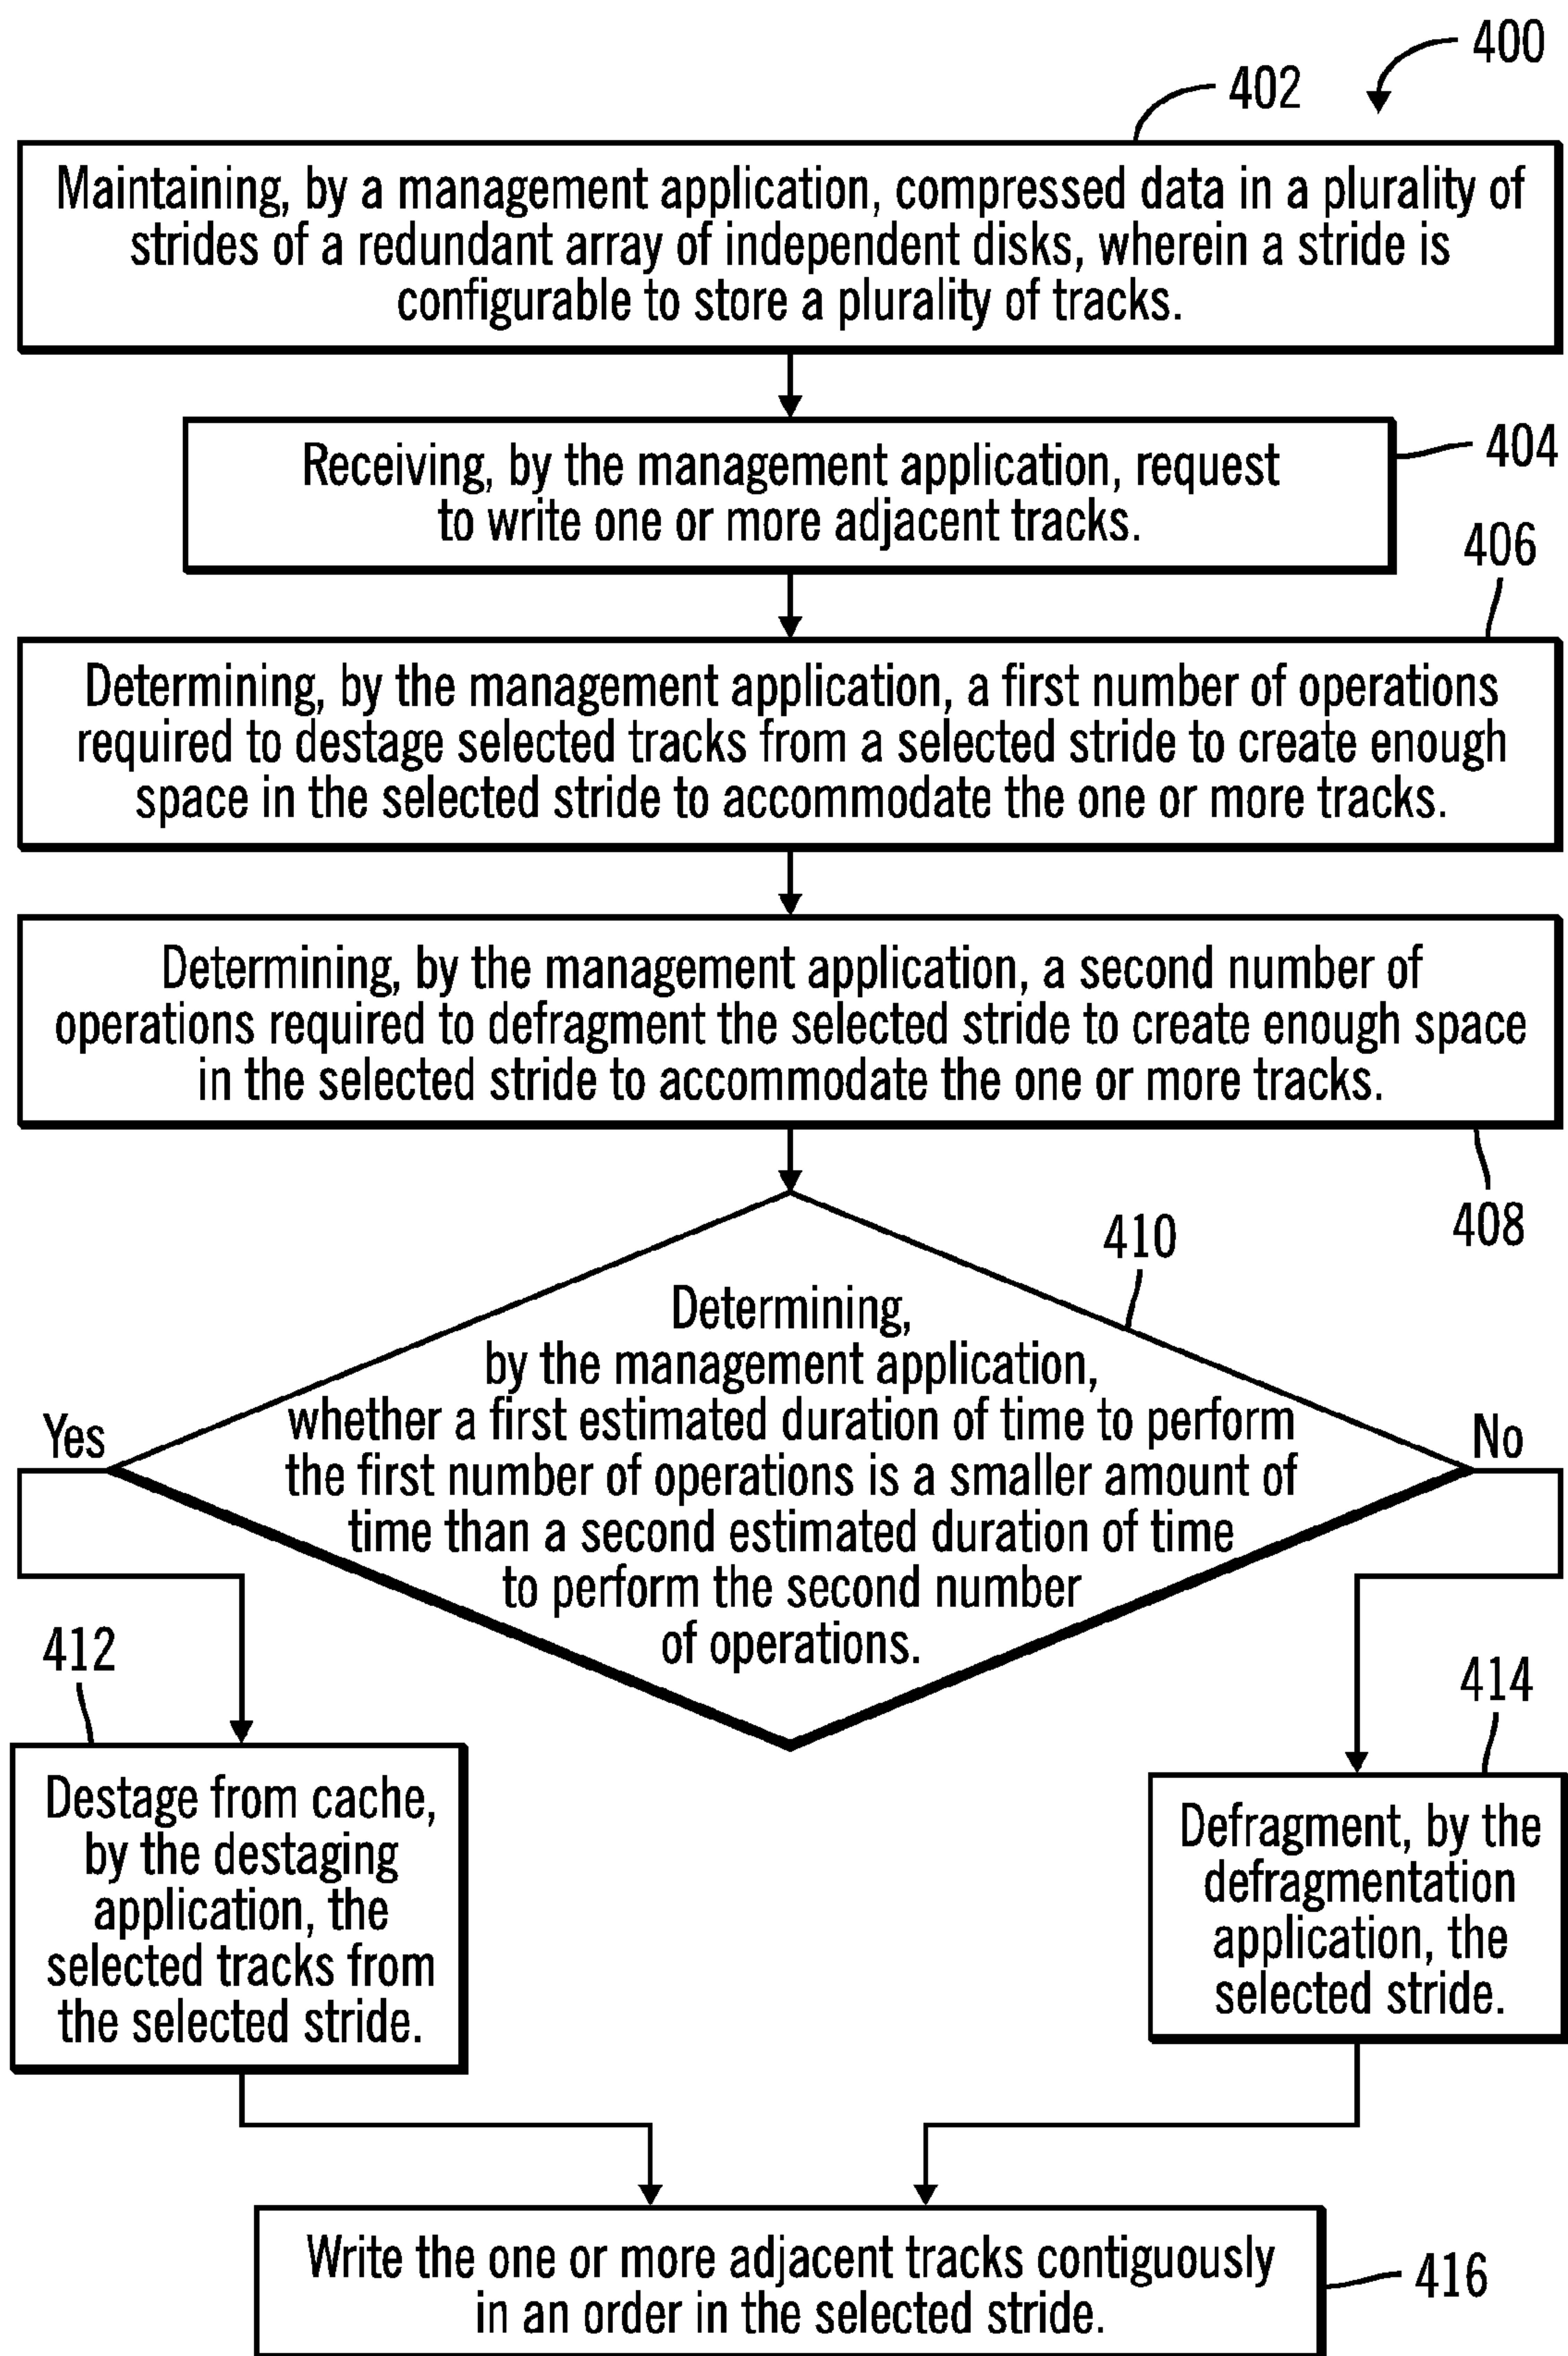 400
402
Maintaining, by a management application, compressed data in a plurality of
strides of a redundant array of independent disks, wherein a stride is
configurable to store a plurality of tracks.
404
Receiving, by the management application, request
to write one or more adjacent tracks.
406
Determining, by the management application, a first number of operations
required to destage selected tracks from a selected stride to create enough
space in the selected stride to accommodate the one or more tracks.
Determining, by the management application, a second number of
operations required to defragment the selected stride to create enough space
in the selected stride to accommodate the one or more tracks.
408
410
Determining,
by the management application,
whether a first estimated duration of time to perform
the first number of operations is a smaller amount of
time than a second estimated duration of time
to perform the second number
of operations.
Yes
No
412
Destage from cache,
by the destaging
application, the
selected tracks from
the selected stride.
414
Defragment, by the
defragmentation
application, the
selected stride.
Write the one or more adjacent tracks contiguously
in an order in the selected stride.
416